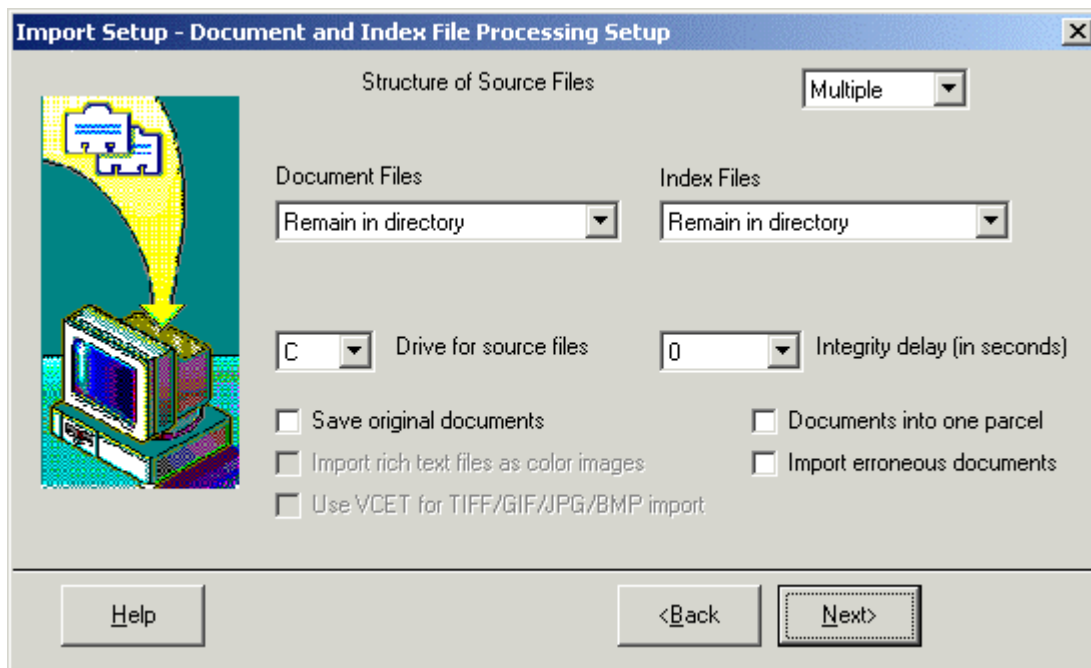 Import Setup - Document and Index File Processing Setup
Structure of Source Files
Multiple
Document Files
Index Files
Remain in directory
Remain in directory
C
Drive for source files
0
Integrity delay (in seconds)
Save original documents
Documents into one parcel
Import rich text files as color images
Import erroneous documents
Use VCET for TIFF/GIF/JPG/BMP import
Help
<Back
Next>